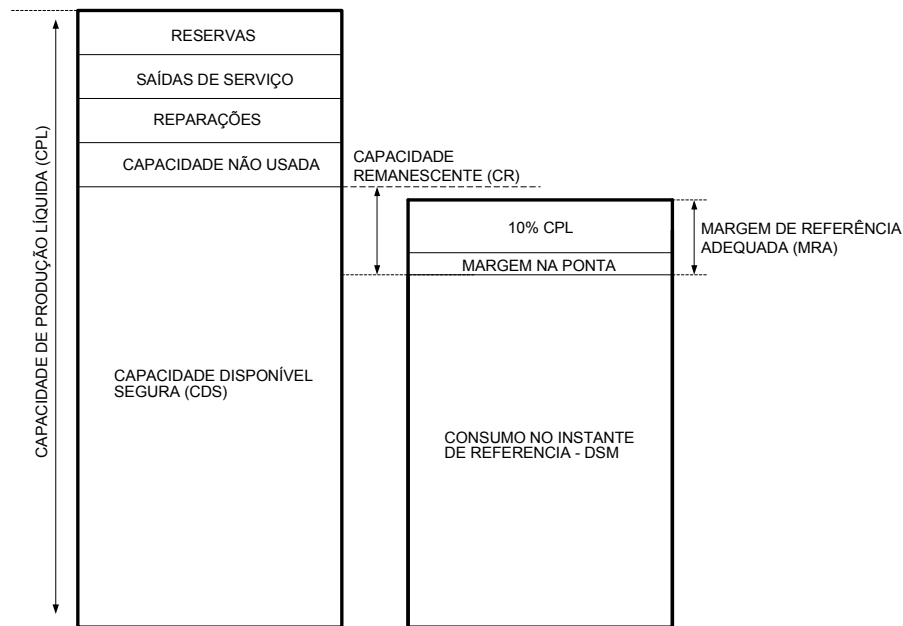 CAPACIDADE DE PRODUÇÃO LÍQUIDA (CPL)
RESERVAS
SAÍDAS DE SERVIÇO
REPARAÇÕES
CAPACIDADE NÃO USADA
CAPACIDADE DISPONÍVEL
SEGURA (CDS)
CAPACIDADE
REMANESCENTE (CR)
10% CPL
MARGEM NA PONTA
CONSUMO NO INSTANTE
DE REFERENCIA - DSM
MARGEM DE REFERÊNCIA
ADEQUADA (MRA)